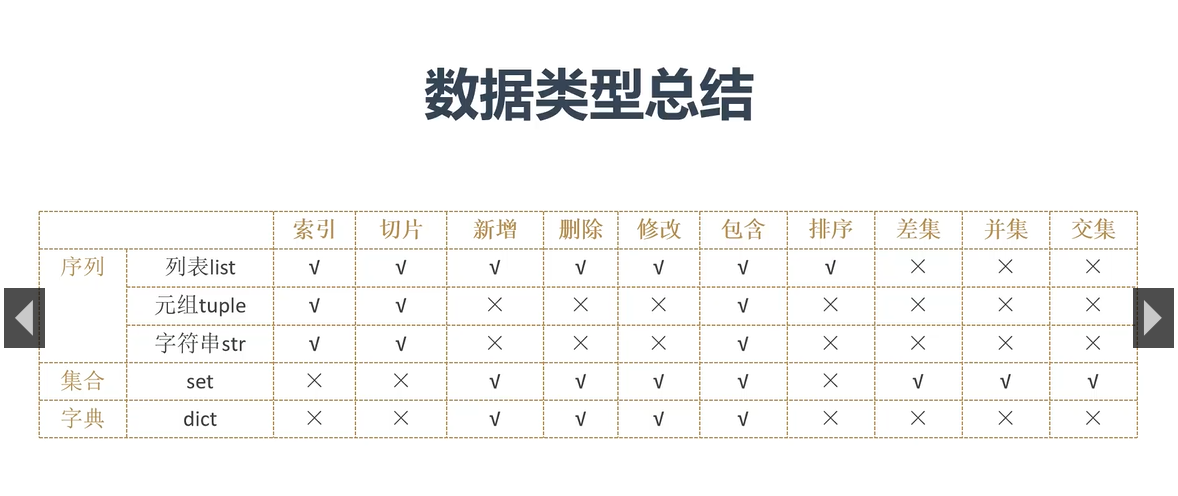 数据类型总结
索引 切片 新增 删除 修改 包含 排序 差集 并集 交集
序列 列表list √ √ √ √ √ √ √ × × ×
元组tuple √ √ × × × √ × × × ×
字符串str √ √ × × × √ × × × ×
集合 set × × √ √ √ √ × √ √ √
字典 dict × × √ √ √ √ × × × ×